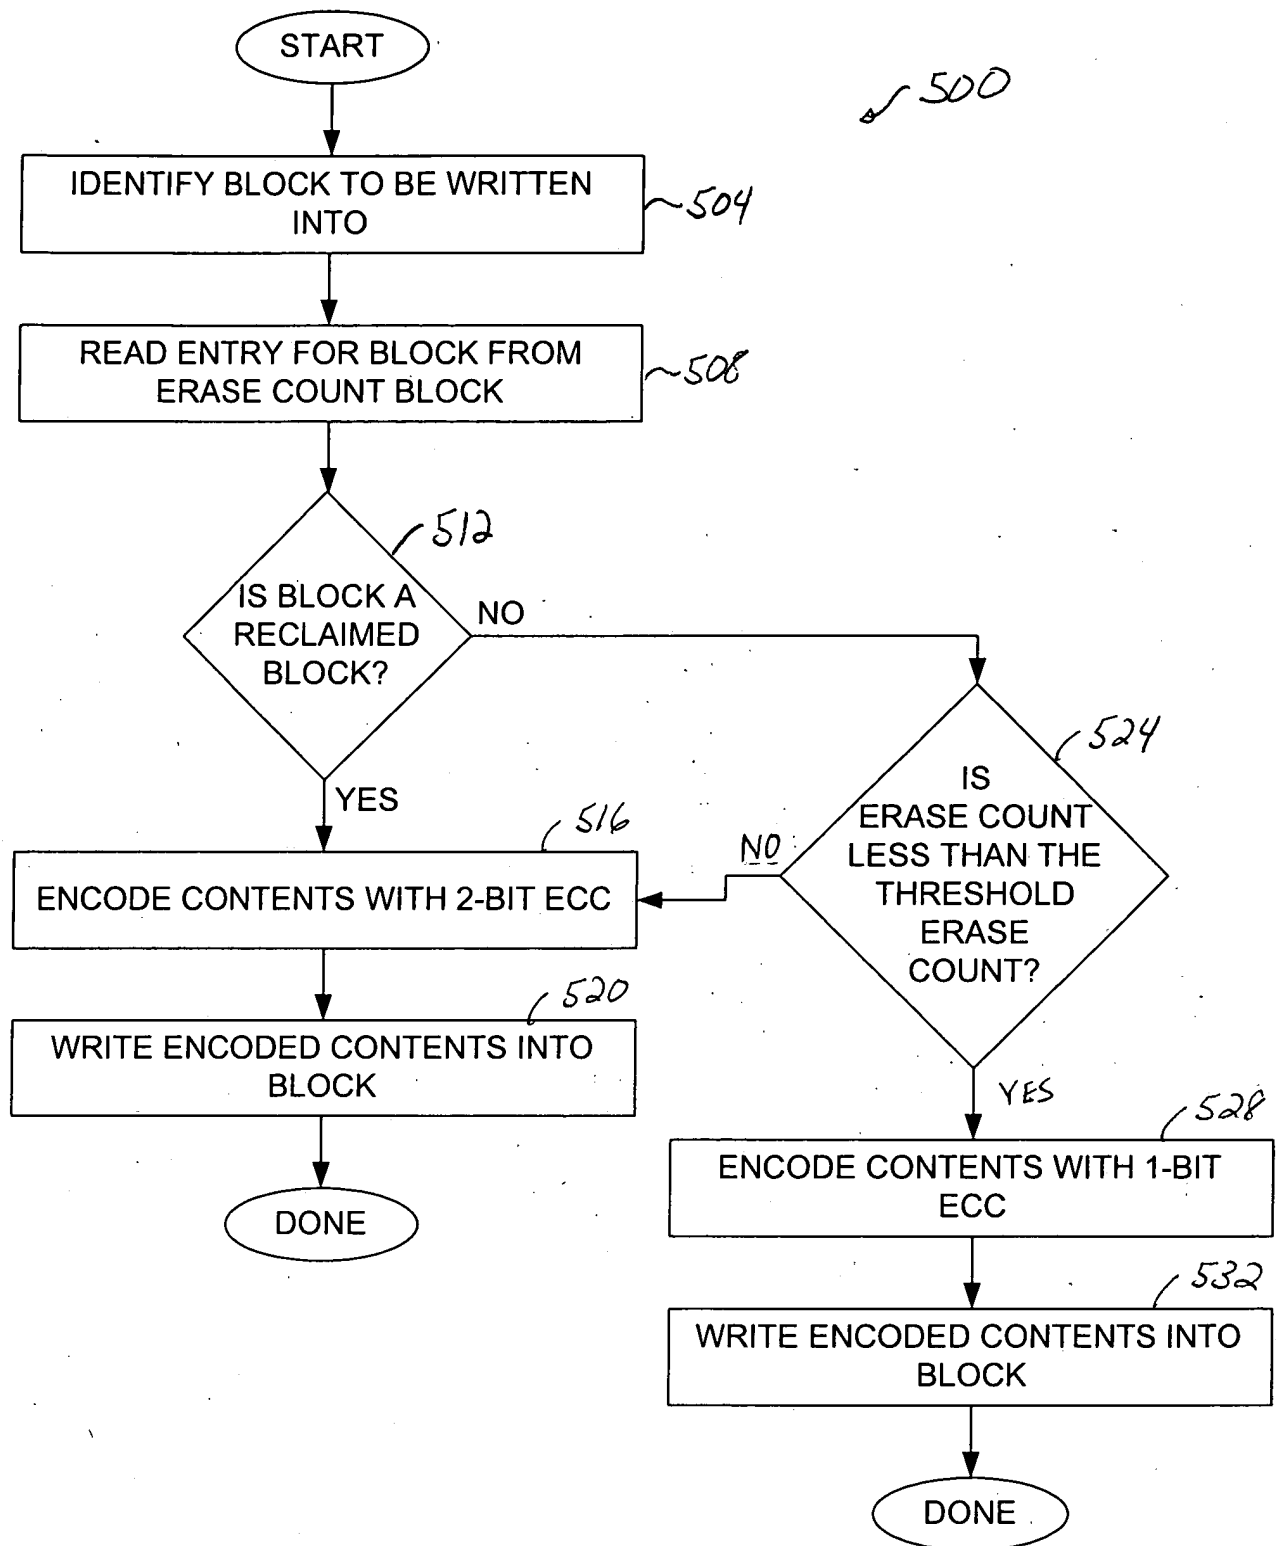 START
500
IDENTIFY BLOCK TO BE WRITTEN
INTO
504
READ ENTRY FOR BLOCK FROM
ERASE COUNT BLOCK
508
512
IS BLOCK A
RECLAIMED
BLOCK?
NO
YES
524
IS
ERASE COUNT
LESS THAN THE
THRESHOLD
ERASE
COUNT?
NO
516
ENCODE CONTENTS WITH 2-BIT ECC
520
WRITE ENCODED CONTENTS INTO
BLOCK
DONE
YES
528
ENCODE CONTENTS WITH 1-BIT
ECC
532
WRITE ENCODED CONTENTS INTO
BLOCK
DONE